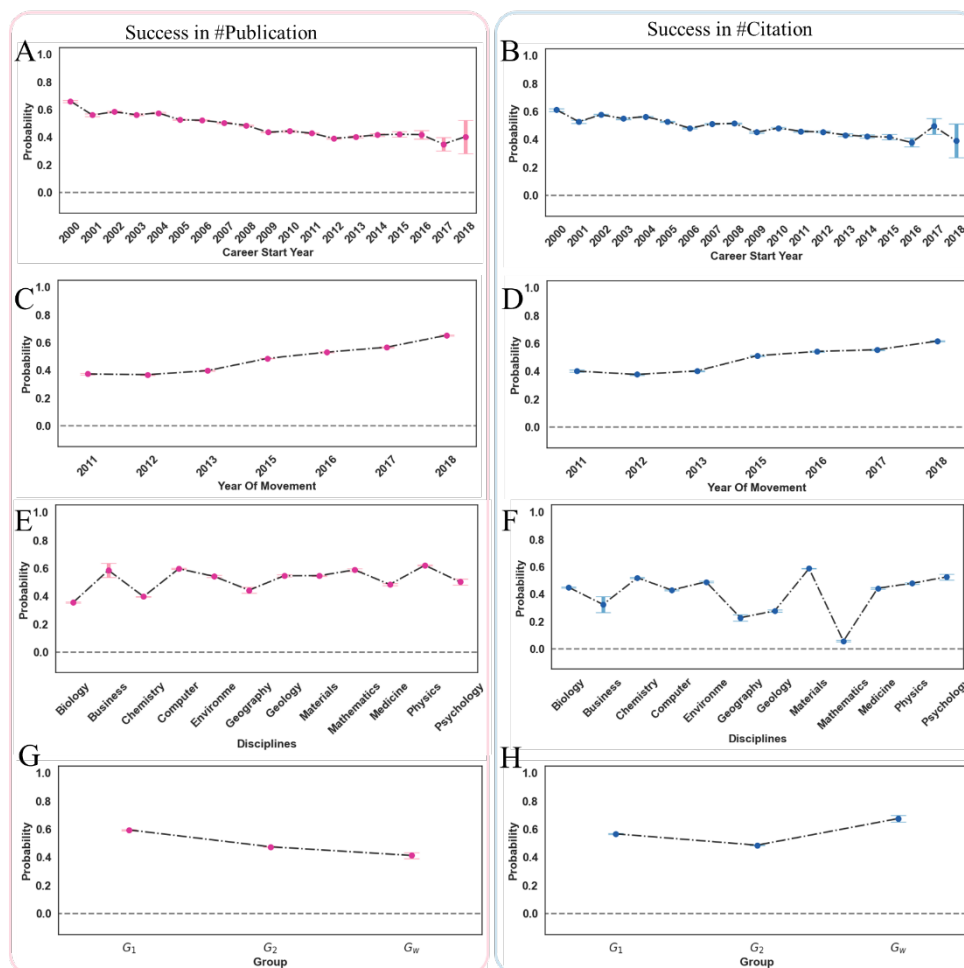 Success in #Publication
A
Probability
1.0
0.8
0.6
0.4
0.2
0.0
2000 2001 2002 2003 2004 2005 2006 2007 2008 2009 2010 2011 2012 2013 2014 2015 2016 2017 2018
Career Start Year
Success in #Citation
B
Probability
1.0
0.8
0.6
0.4
0.2
0.0
2000 2001 2002 2003 2004 2005 2006 2007 2008 2009 2010 2011 2012 2013 2014 2015 2016 2017 2018
Career Start Year
C
Probability
1.0
0.8
0.6
0.4
0.2
0.0
2011 2012 2013 2015 2016 2017 2018
Year Of Movement
D
Probability
1.0
0.8
0.6
0.4
0.2
0.0
2011 2012 2013 2015 2016 2017 2018
Year Of Movement
E
Probability
1.0
0.8
0.6
0.4
0.2
0.0
Biology Business Chemistry Computer Environme Geography Geology Materials Mathematics Medicine Physics Psychology
Disciplines
F
Probability
1.0
0.8
0.6
0.4
0.2
0.0
Biology Business Chemistry Computer Environme Geography Geology Materials Mathematics Medicine Physics Psychology
Disciplines
G
Probability
1.0
0.8
0.6
0.4
0.2
0.0
G₁ G₂ G_w
Group
H
Probability
1.0
0.8
0.6
0.4
0.2
0.0
G₁ G₂ G_w
Group